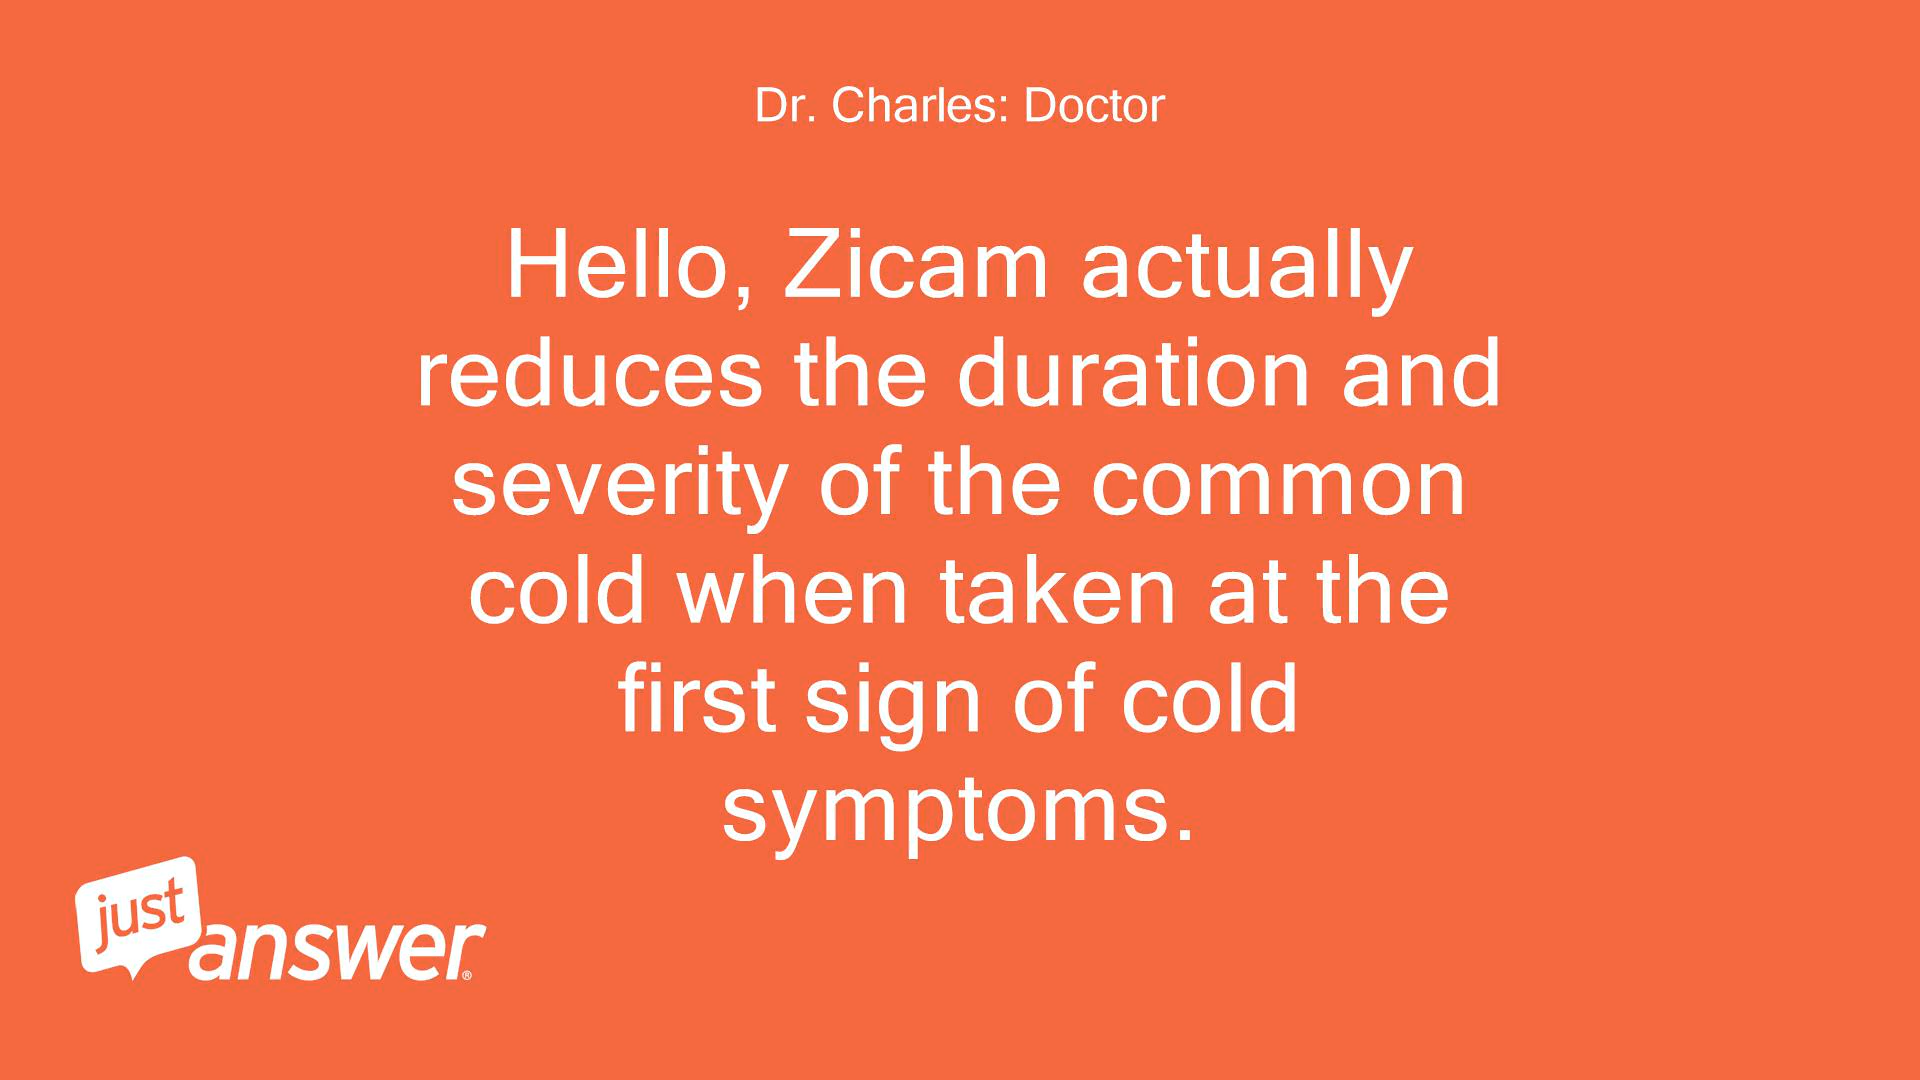 Dr. Charles: Doctor
Hello, Zicam actually
reduces the duration and
severity of the common
cold when taken at the
first sign of cold
symptoms.
just
answer®